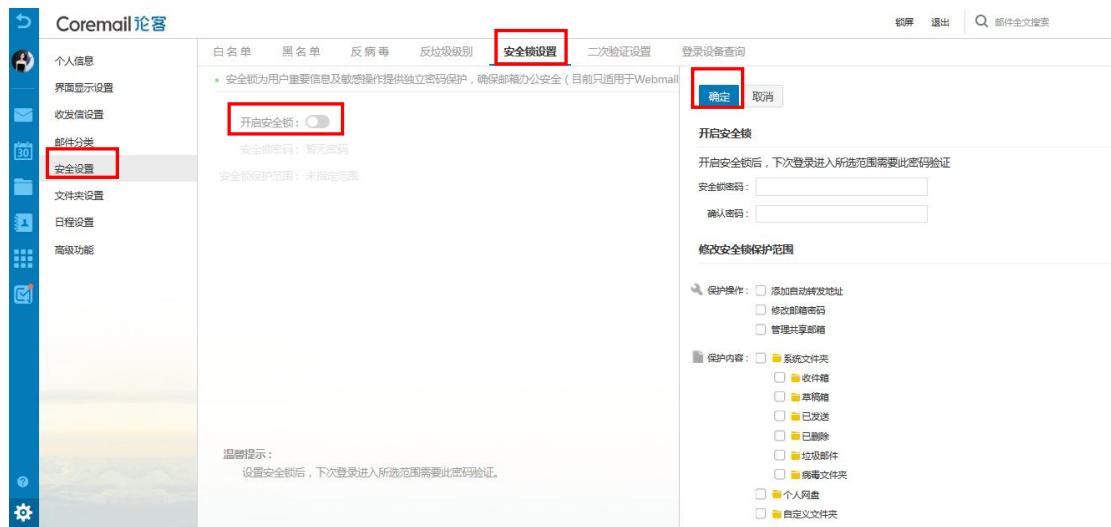 Coremail论客
锁屏 退出 邮件全文搜索
个人信息
界面显示设置
收发信设置
邮件分类
安全设置
文件夹设置
日程设置
高级功能
30
白名单 黑名单 反病毒 反垃圾级别 安全锁设置 二次验证设置 登录设备查询
安全锁为用户重要信息及敏感操作提供独立密码保护，确保邮箱办公安全（目前只适用于Webmail
开启安全锁：
安全锁密码：暂无密码
安全锁保护范围：未指定范围
温馨提示：
设置安全锁后，下次登录进入所选范围需要此密码验证。
确定 取消
开启安全锁
开启安全锁后，下次登录进入所选范围需要此密码验证
安全锁密码：
确认密码：
修改安全锁保护范围
保护操作： 添加自动转发地址
修改邮箱密码
管理共享邮箱
保护内容： 系统文件夹
收件箱
草稿箱
已发送
已删除
垃圾邮件
病毒文件夹
个人网盘
自定义文件夹